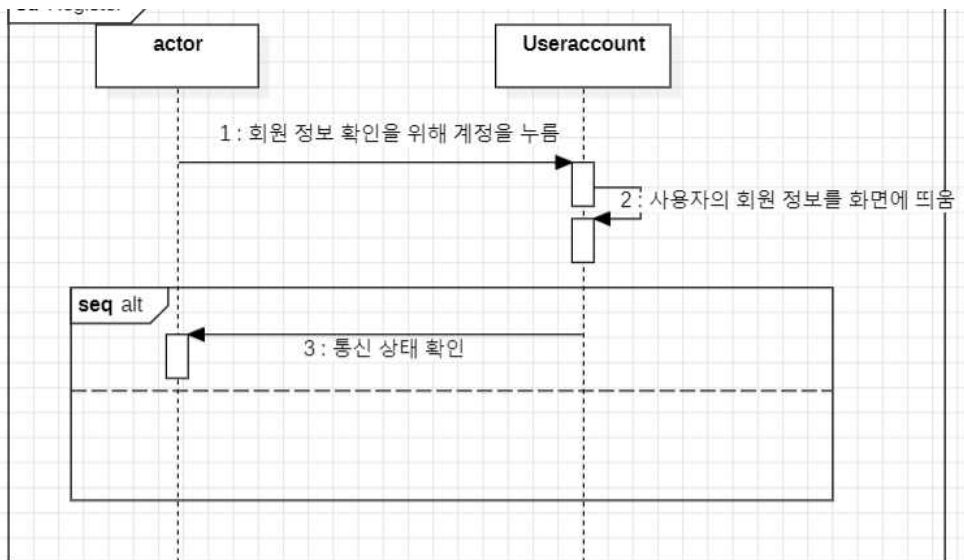 actor
Useraccount
1 : 회원 정보 확인을 위해 계정을 누름
2 : 사용자의 회원 정보를 화면에 띄움
seq alt
3 : 통신 상태 확인